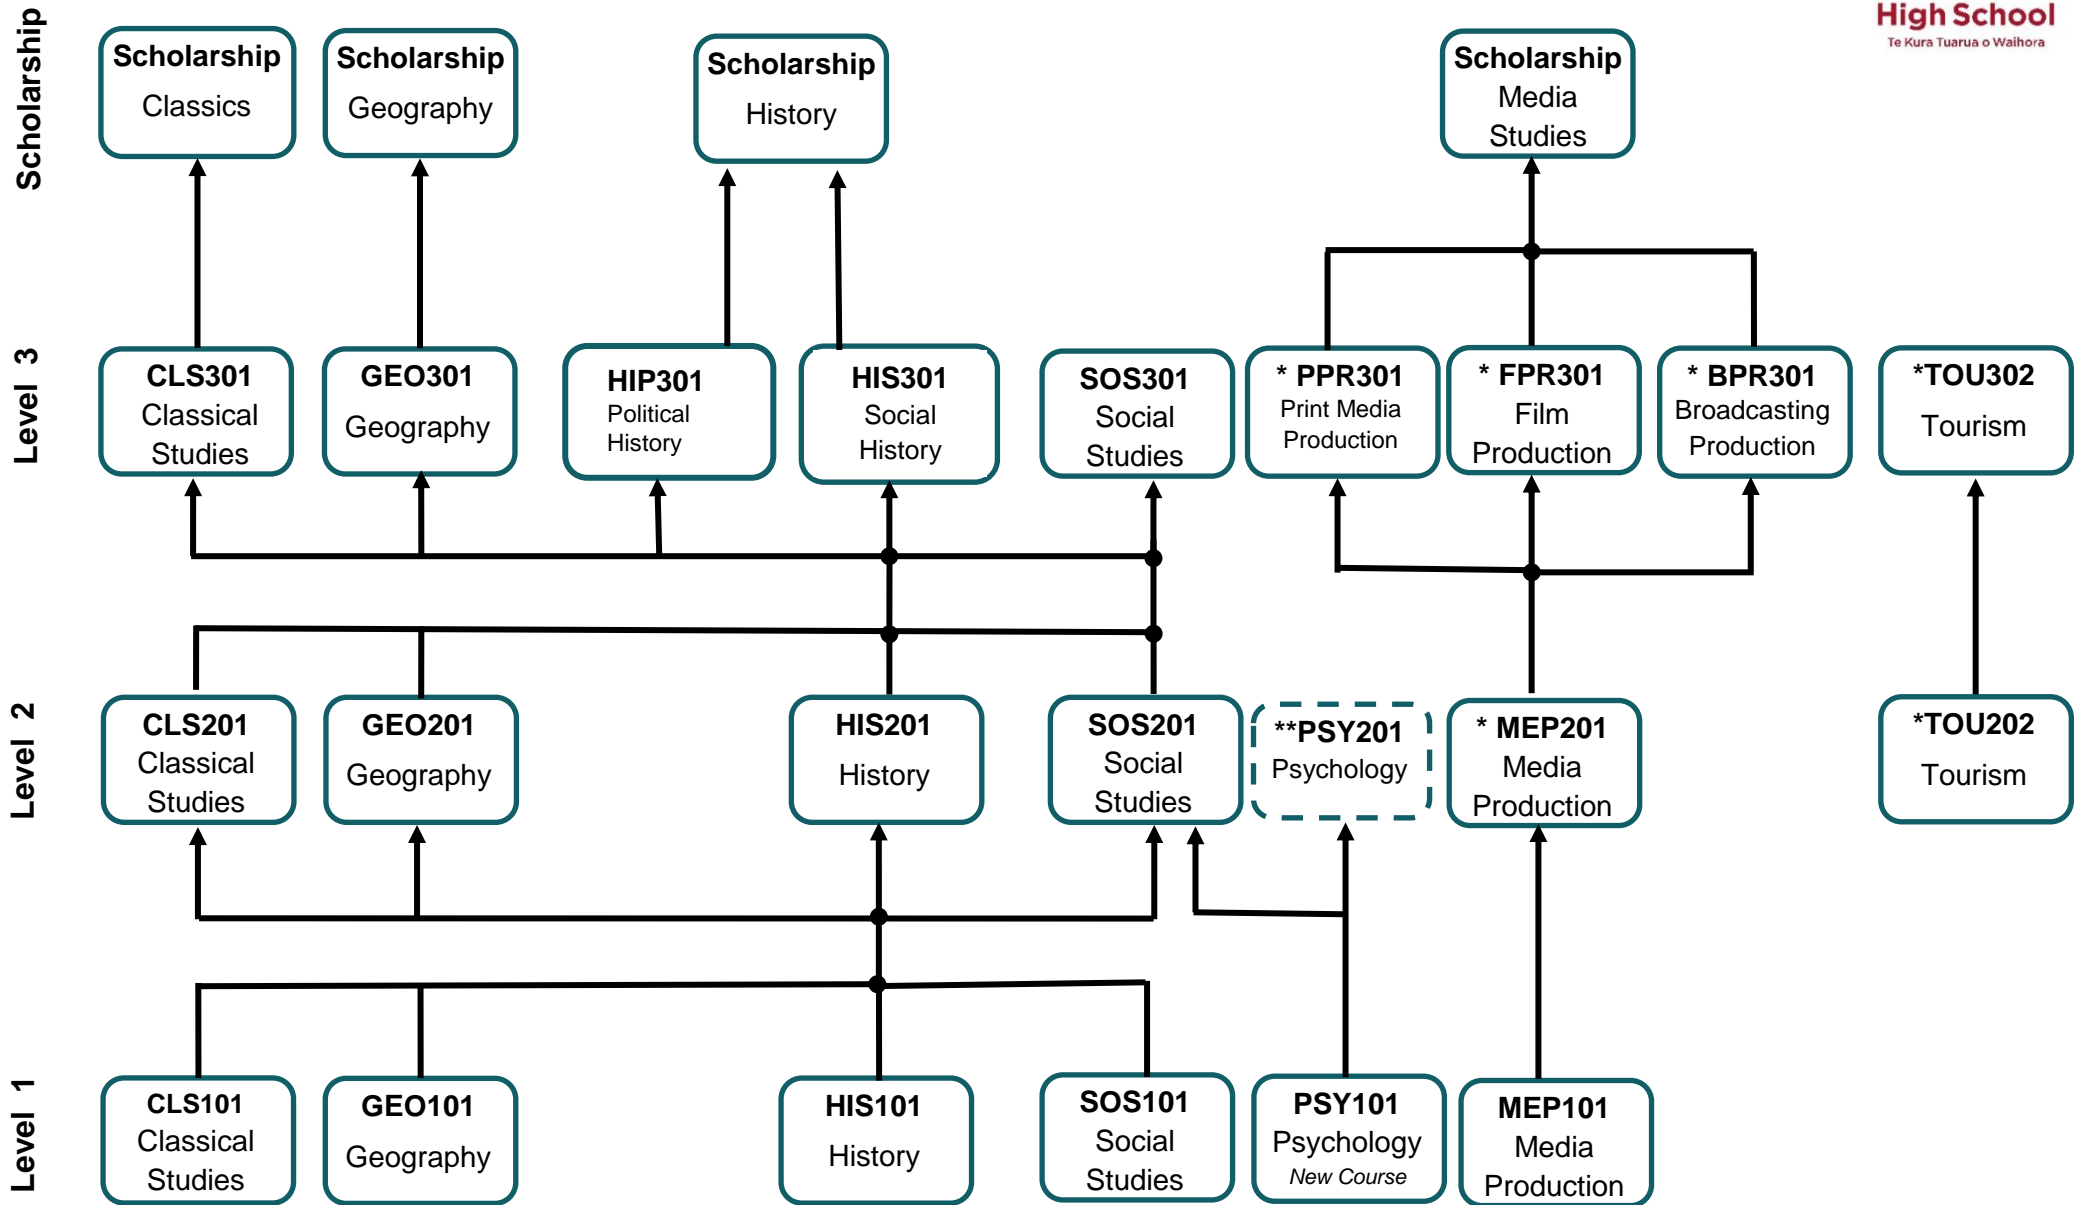 High School
Te Kura Tuarua o Waihora
Scholarship
Scholarship
Classics
Scholarship
Geography
Scholarship
History
Scholarship
Media
Studies
Level 3
CLS301
Classical
Studies
GEO301
Geography
HIP301
Political
History
HIS301
Social
History
SOS301
Social
Studies
* PPR301
Print Media
Production
* FPR301
Film
Production
* BPR301
Broadcasting
Production
*TOU302
Tourism
Level 2
CLS201
Classical
Studies
GEO201
Geography
HIS201
History
SOS201
Social
Studies
**PSY201
Psychology
* MEP201
Media
Production
*TOU202
Tourism
Level 1
CLS101
Classical
Studies
GEO101
Geography
HIS101
History
SOS101
Social
Studies
PSY101
Psychology
New Course
MEP101
Media
Production